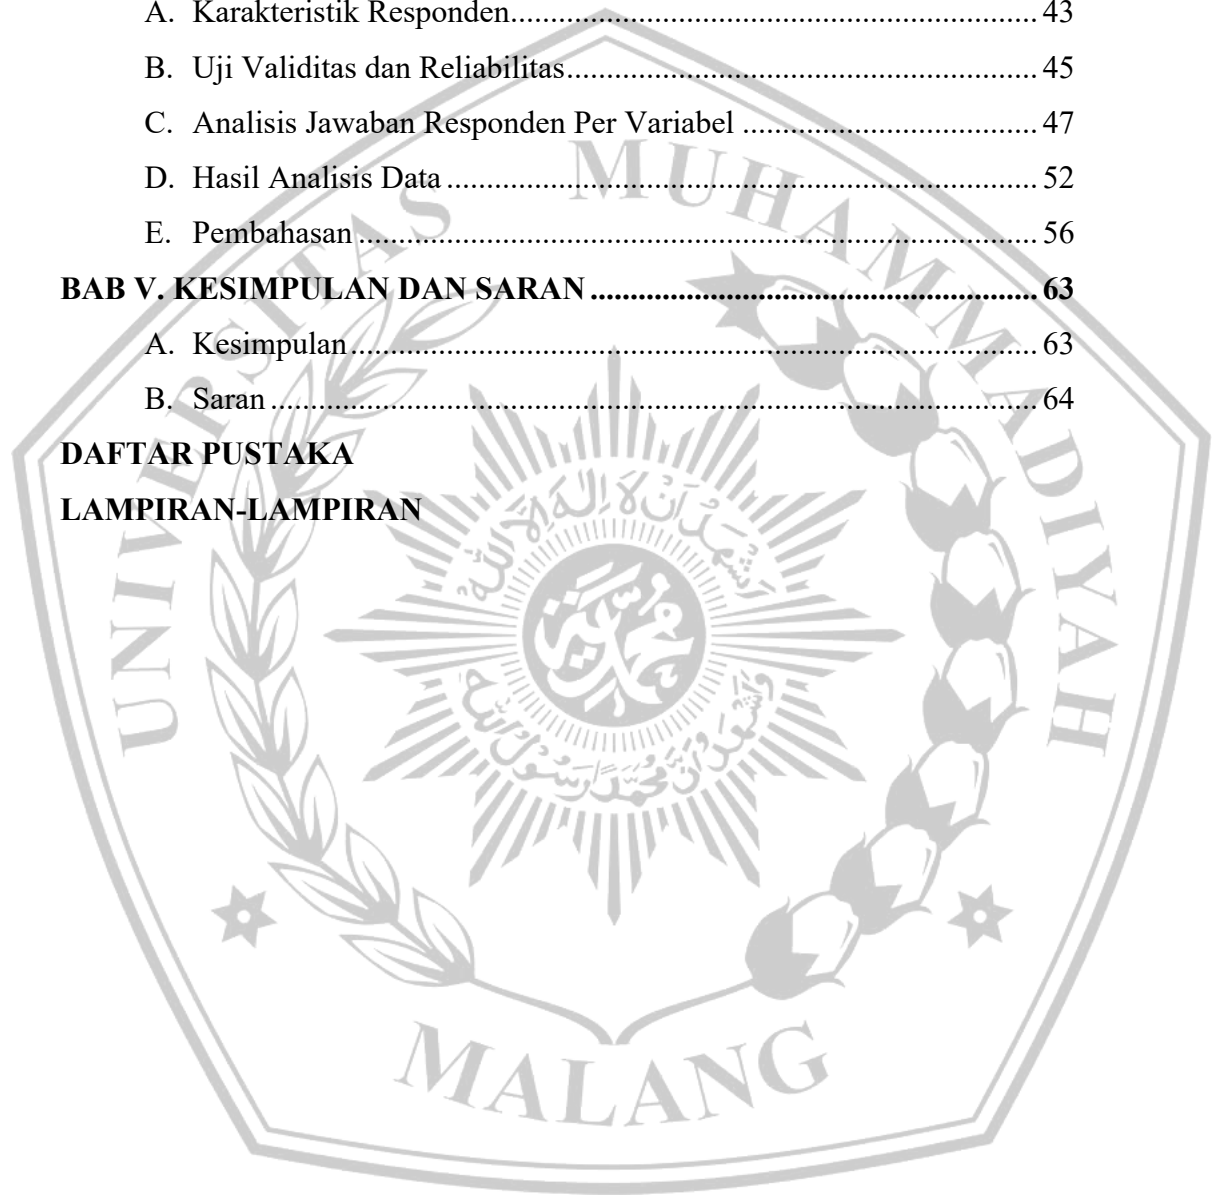 A. Karakteristik Responden.................................................................. 43
B. Uji Validitas dan Reliabilitas........................................................... 45
C. Analisis Jawaban Responden Per Variabel ..................................... 47
D. Hasil Analisis Data .......................................................................... 52
E. Pembahasan ..................................................................................... 56
BAB V. KESIMPULAN DAN SARAN ...................................................... 63
A. Kesimpulan...................................................................................... 63
B. Saran ................................................................................................ 64
DAFTAR PUSTAKA
LAMPIRAN-LAMPIRAN
UNIVERSITAS MUHAMMADIYAH
MALANG